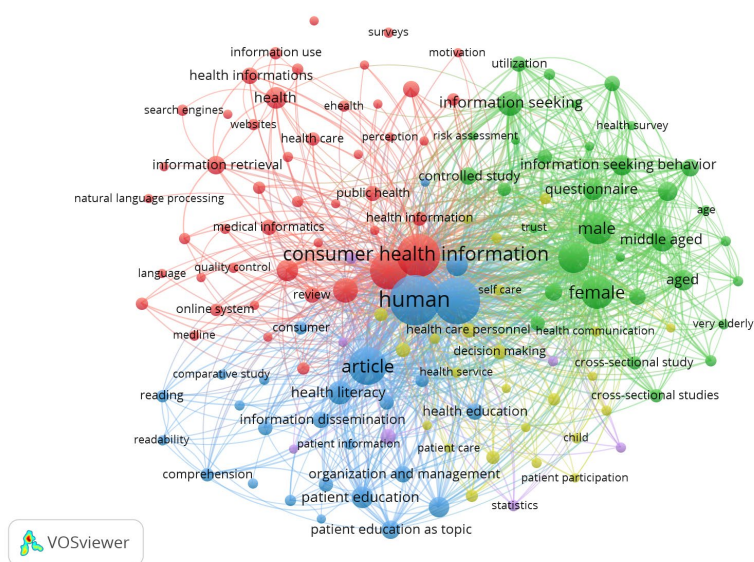 surveys
information use
motivation
utilization
health informations
health
information seeking
search engines
ehealth
websites
health survey
health care
perception
risk assessment
information retrieval
information seeking behavior
controlled study
questionnaire
natural language processing
public health
age
health information
medical informatics
trust
male
middle aged
consumer health information
language
quality control
aged
review
human
self care
female
online system
very elderly
consumer
health care personnel
health communication
medline
decision making
cross-sectional study
article
health service
comparative study
reading
health literacy
cross-sectional studies
health education
information dissemination
readability
patient information
patient care
child
comprehension
organization and management
patient participation
patient education
statistics
patient education as topic
VOSviewer